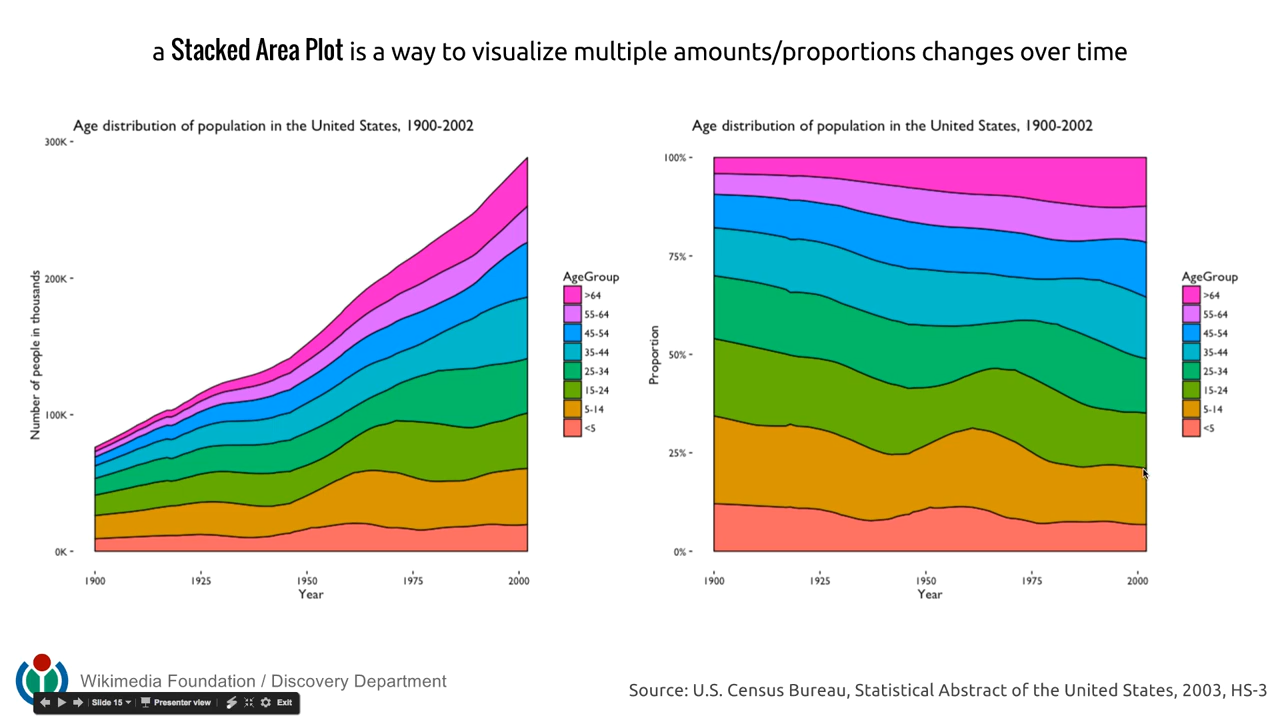 a Stacked Area Plot is a way to visualize multiple amounts/proportions changes over time
Age distribution of population in the United States, 1900-2002
300K
200K
100K
0K
Number of people in thousands
1900
1925
1950
1975
2000
Year
AgeGroup
>64
55-64
45-54
35-44
25-34
15-24
5-14
<5
Age distribution of population in the United States, 1900-2002
100%
75%
50%
25%
0%
Proportion
1900
1925
1950
1975
2000
Year
AgeGroup
>64
55-64
45-54
35-44
25-34
15-24
5-14
<5
Wikimedia Foundation / Discovery Department
Slide 15
Presenter view
Exit
Source: U.S. Census Bureau, Statistical Abstract of the United States, 2003, HS-3